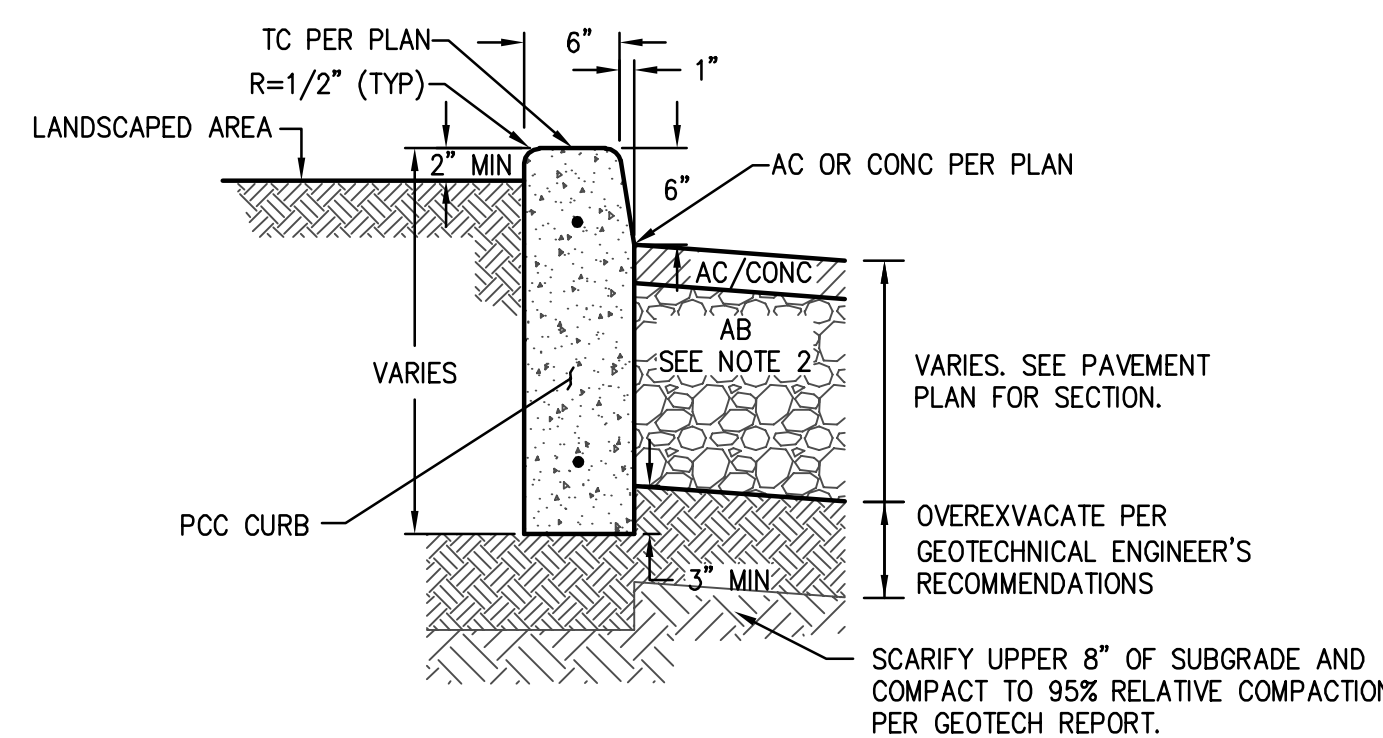 TC PER PLAN
6"
R=1/2" (TYP)
1"
LANDSCAPED AREA
2" MIN
AC OR CONC PER PLAN
6"
AC/CONC
AB
SEE NOTE 2
VARIES
VARIES. SEE PAVEMENT
PLAN FOR SECTION.
PCC CURB
OVEREXVACATE PER
GEOTECHNICAL ENGINEER'S
RECOMMENDATIONS
3" MIN
SCARIFY UPPER 8" OF SUBGRADE AND
COMPACT TO 95% RELATIVE COMPACTION
PER GEOTECH REPORT.